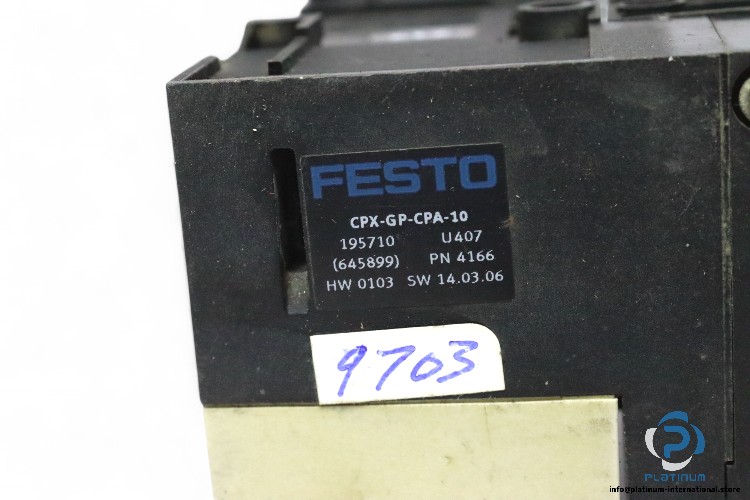 FESTO
CPX-GP-CPA-10
195710 U407
(645899) PN 4166
HW 0103 SW 14.03.06
9703
PLATINUM
info@platinum-international.store